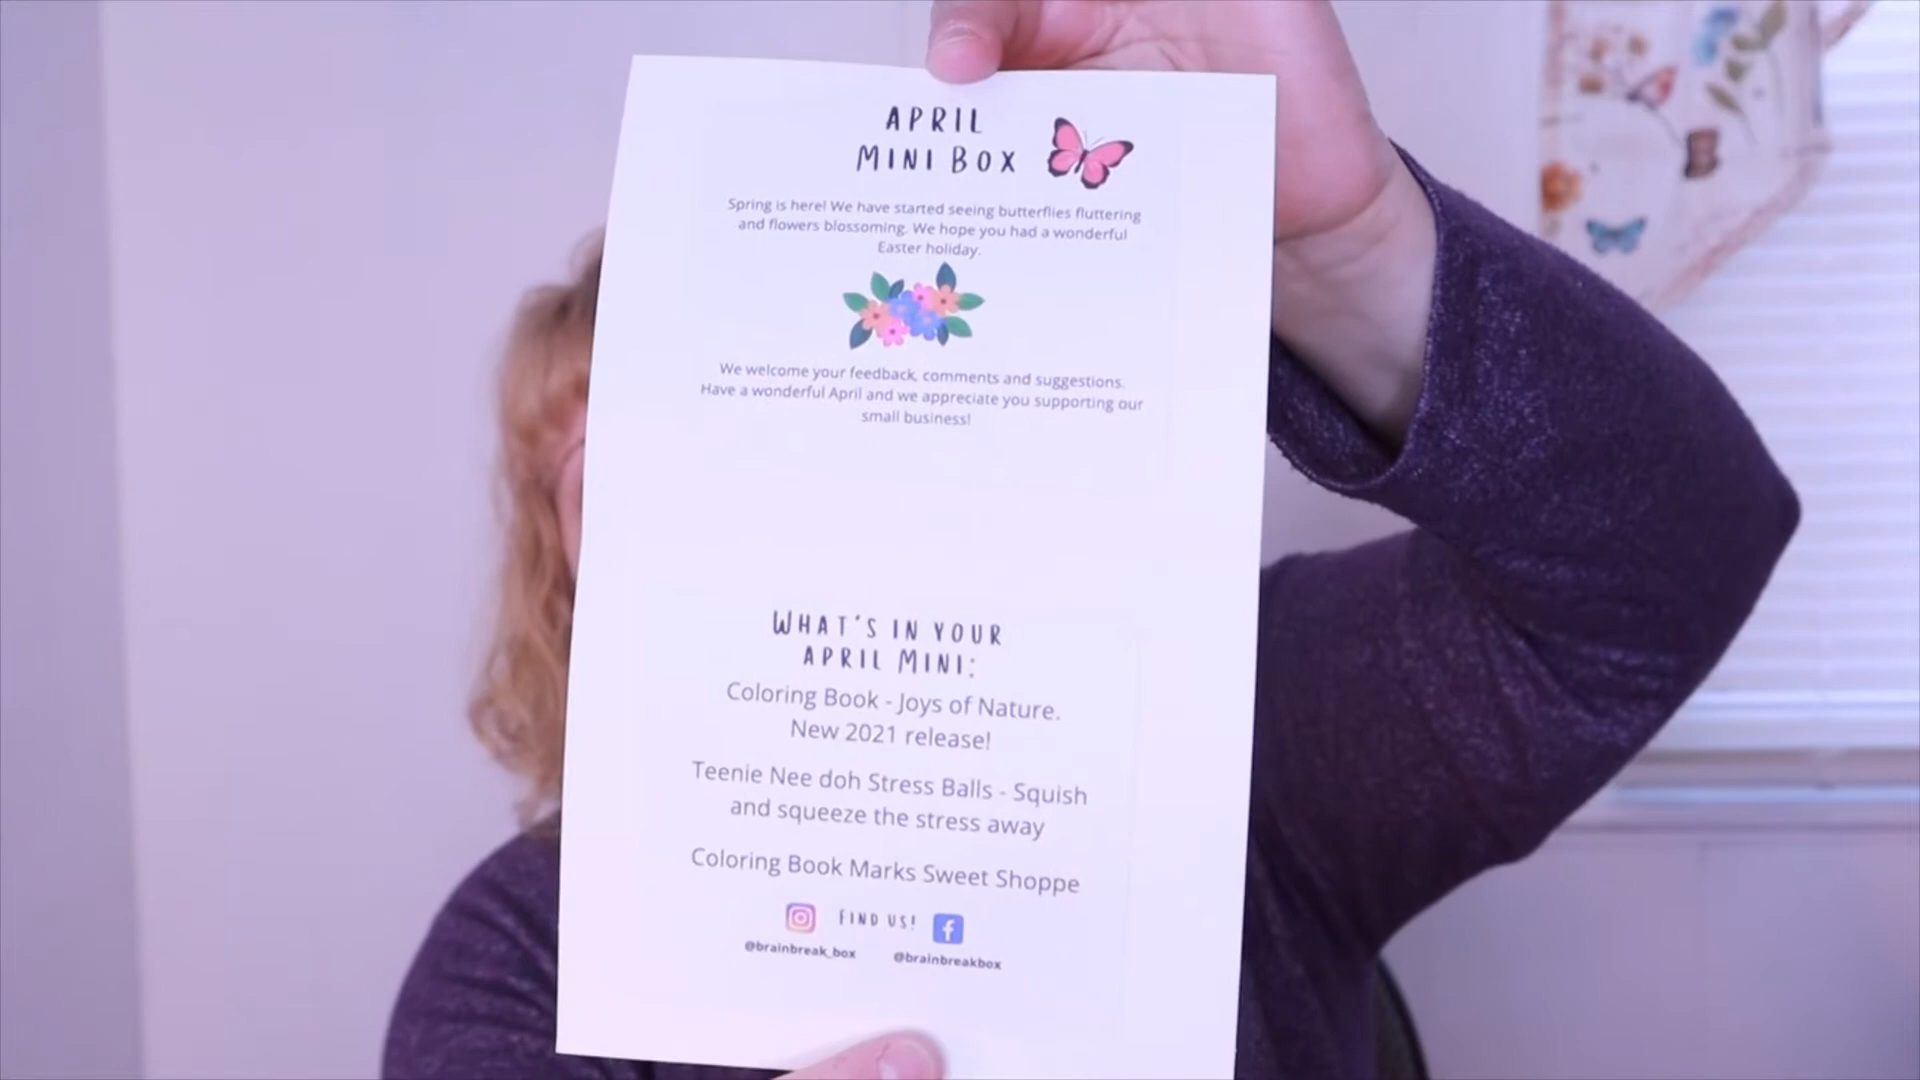 APRIL
MINI BOX
Spring is here! We have started seeing butterflies fluttering
and flowers blossoming. We hope you had a wonderful
Easter holiday.
We welcome your feedback, comments and suggestions.
Have a wonderful April and we appreciate you supporting our
small business!
WHAT'S IN YOUR
APRIL MINI:
Coloring Book - Joys of Nature.
New 2021 release!
Teenie Nee doh Stress Balls - Squish
and squeeze the stress away
Coloring Book Marks Sweet Shoppe
FIND US!
@brainbreak_box @brainbreakbox